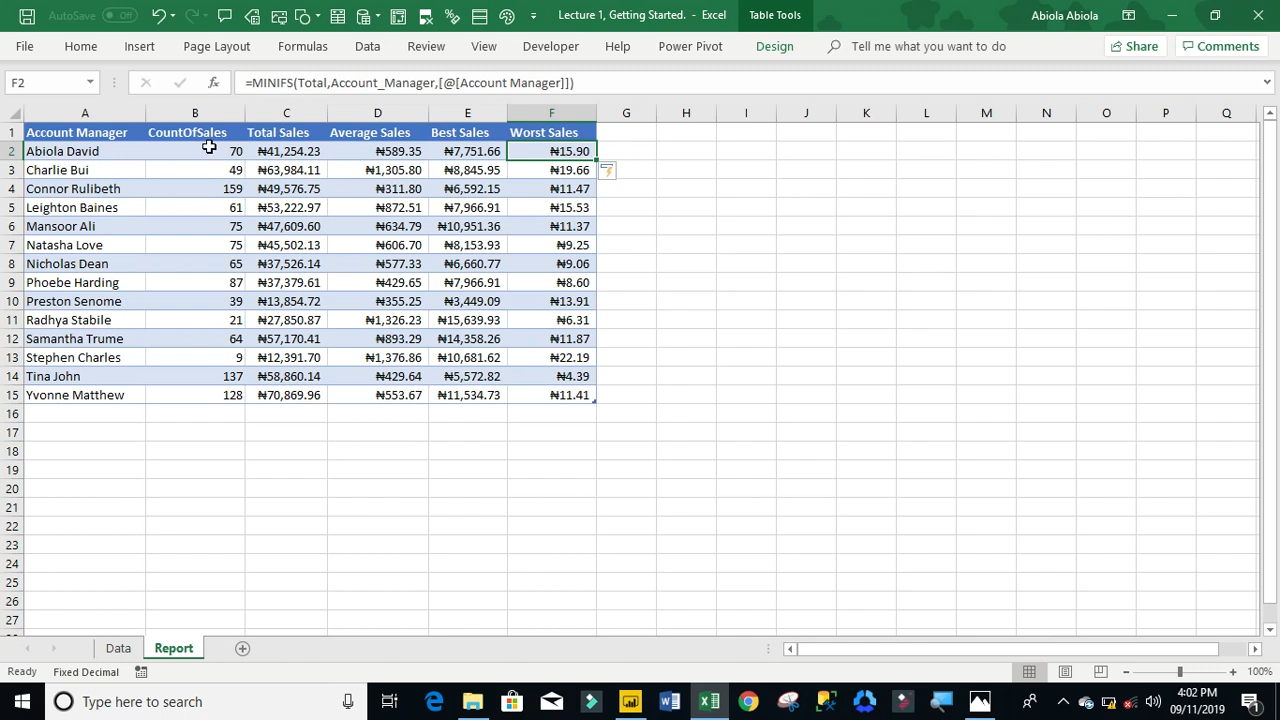 AutoSave Off
Lecture 1, Getting Started. - Excel
Table Tools
Abiola Abiola
File Home Insert Page Layout Formulas Data Review View Developer Help Power Pivot Design Tell me what you want to do Share Comments
F2 fx =MINIFS(Total,Account_Manager,[@[Account Manager]])
A B C D E F G H I J K L M N O P Q
1 Account Manager CountOfSales Total Sales Average Sales Best Sales Worst Sales
2 Abiola David 70 ₦41,254.23 ₦589.35 ₦7,751.66 ₦15.90
3 Charlie Bui 49 ₦63,984.11 ₦1,305.80 ₦8,845.95 ₦19.66
4 Connor Rulibeth 159 ₦49,576.75 ₦311.80 ₦6,592.15 ₦11.47
5 Leighton Baines 61 ₦53,222.97 ₦872.51 ₦7,966.91 ₦15.53
6 Mansoor Ali 75 ₦47,609.60 ₦634.79 ₦10,951.36 ₦11.37
7 Natasha Love 75 ₦45,502.13 ₦606.70 ₦8,153.93 ₦9.25
8 Nicholas Dean 65 ₦37,526.14 ₦577.33 ₦6,660.77 ₦9.06
9 Phoebe Harding 87 ₦37,379.61 ₦429.65 ₦7,966.91 ₦8.60
10 Preston Senome 39 ₦13,854.72 ₦355.25 ₦3,449.09 ₦13.91
11 Radhya Stabile 21 ₦27,850.87 ₦1,326.23 ₦15,639.93 ₦6.31
12 Samantha Trume 64 ₦57,170.41 ₦893.29 ₦14,358.26 ₦11.87
13 Stephen Charles 9 ₦12,391.70 ₦1,376.86 ₦10,681.62 ₦22.19
14 Tina John 137 ₦58,860.14 ₦429.64 ₦5,572.82 ₦4.39
15 Yvonne Matthew 128 ₦70,869.96 ₦553.67 ₦11,534.73 ₦11.41
16
17
18
19
20
21
22
23
24
25
26
27
Data Report
Ready Fixed Decimal 100%
Type here to search
4:02 PM
09/11/2019